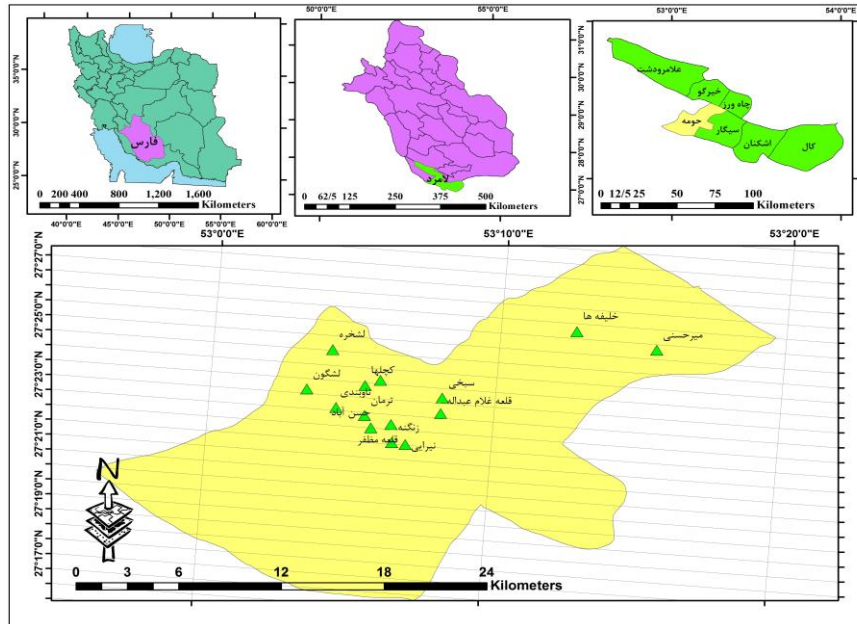 50°0'0"E
55°0'0"E
53°0'0"E
54°0'0"E
35°0'0"N
30°0'0"N
25°0'0"N
فارس
0 200 400 800 1,200 1,600
Kilometers
40°0'0"E 45°0'0"E 50°0'0"E 55°0'0"E 60°0'0"E
31°0'0"N
30°0'0"N
29°0'0"N
28°0'0"N
27°0'0"N
لامرد
0 62/5 125 250 375 500
Kilometers
علامرودشت
خیرگو
چاه ورز
حومه
سیگار
اشکنان
کال
0 12/5 25 50 75 100
Kilometers
53°0'0"E 53°10'0"E 53°20'0"E
27°27'0"N
27°25'0"N
27°23'0"N
27°21'0"N
27°19'0"N
27°17'0"N
خلیفه ها
میرحسنی
لشخره
کچلها
لشگون
تاوبندی
سبخی
ترمان
قلعه غلام عبداله
حسن آباد
زنگنه
قلعه مظفر
نیرایی
N
0 3 6 12 18 24
Kilometers